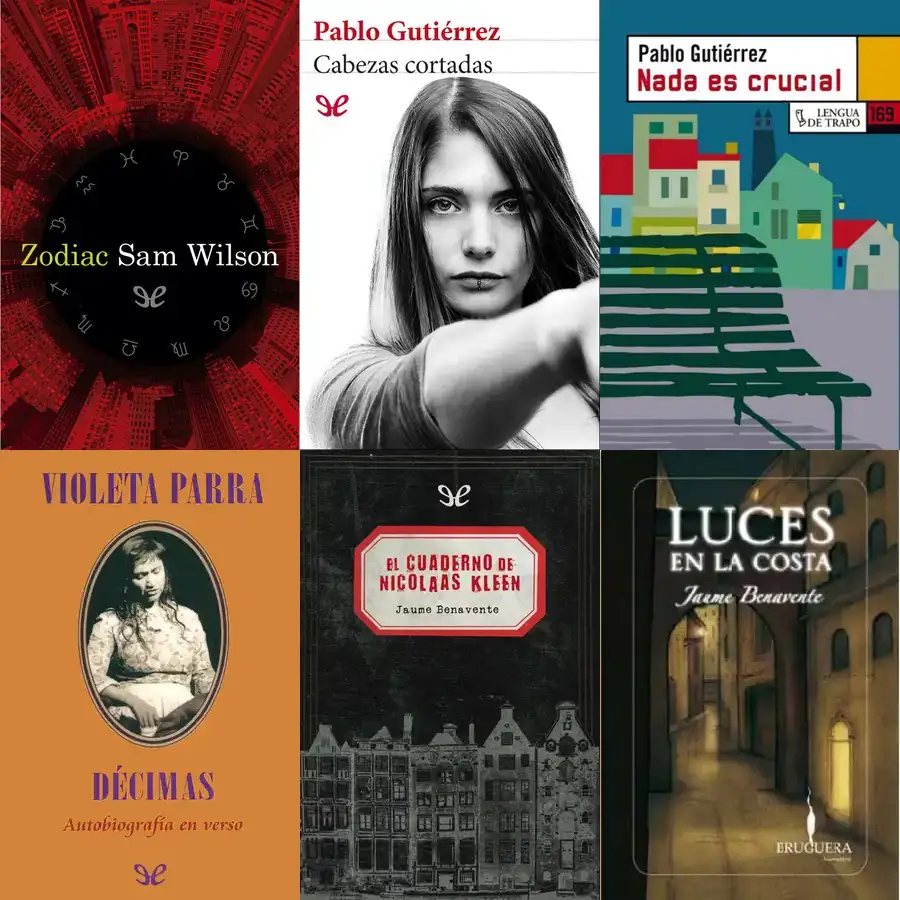 Zodiac Sam Wilson
Pablo Gutiérrez
Cabezas cortadas
Pablo Gutiérrez
Nada es crucial
LENGUA
DE TRAPO
169
VIOLETA PARRA
DÉCIMAS
Autobiografía en verso
EL CUADERNO DE
NICOLAAS KLEEN
Jaume Benavente
LUCES
EN LA COSTA
Jaume Benavente
BRUGUERA